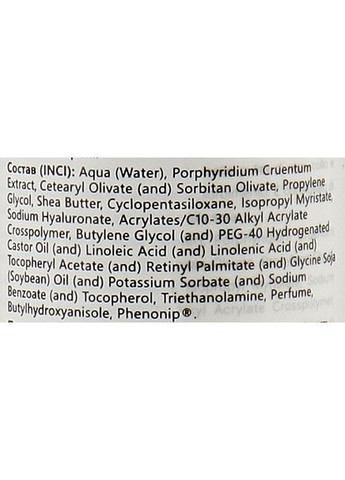 Состав (INCI): Aqua (Water), Porphyridium Cruentum
Extract, Cetearyl Olivate (and) Sorbitan Olivate, Propylene
Glycol, Shea Butter, Cyclopentasiloxane, Isopropyl Myristate,
Sodium Hyaluronate, Acrylates/C10-30 Alkyl Acrylate
Crosspolymer, Butylene Glycol (and) PEG-40 Hydrogenated
Castor Oil (and) Linoleic Acid (and) Linolenic Acid (and)
Tocopheryl Acetate (and) Retinyl Palmitate (and) Glycine Soja
(Soybean) Oil (and) Potassium Sorbate (and) Sodium
Benzoate (and) Tocopherol, Triethanolamine, Perfume,
Butylhydroxyanisole, Phenonip®.